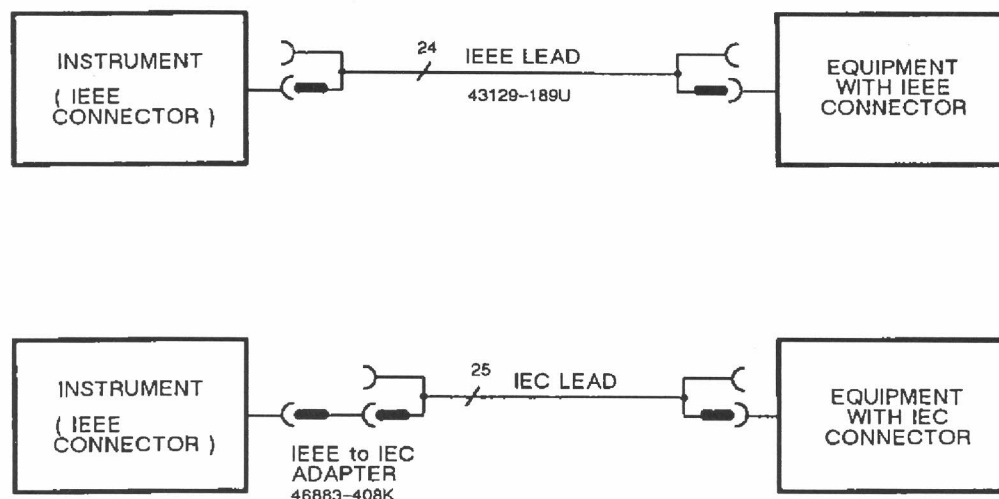 INSTRUMENT
( IEEE
CONNECTOR )
24
IEEE LEAD
43129-189U
EQUIPMENT
WITH IEEE
CONNECTOR
INSTRUMENT
( IEEE
CONNECTOR )
IEEE to IEC
ADAPTER
46883-408K
25
IEC LEAD
EQUIPMENT
WITH IEC
CONNECTOR